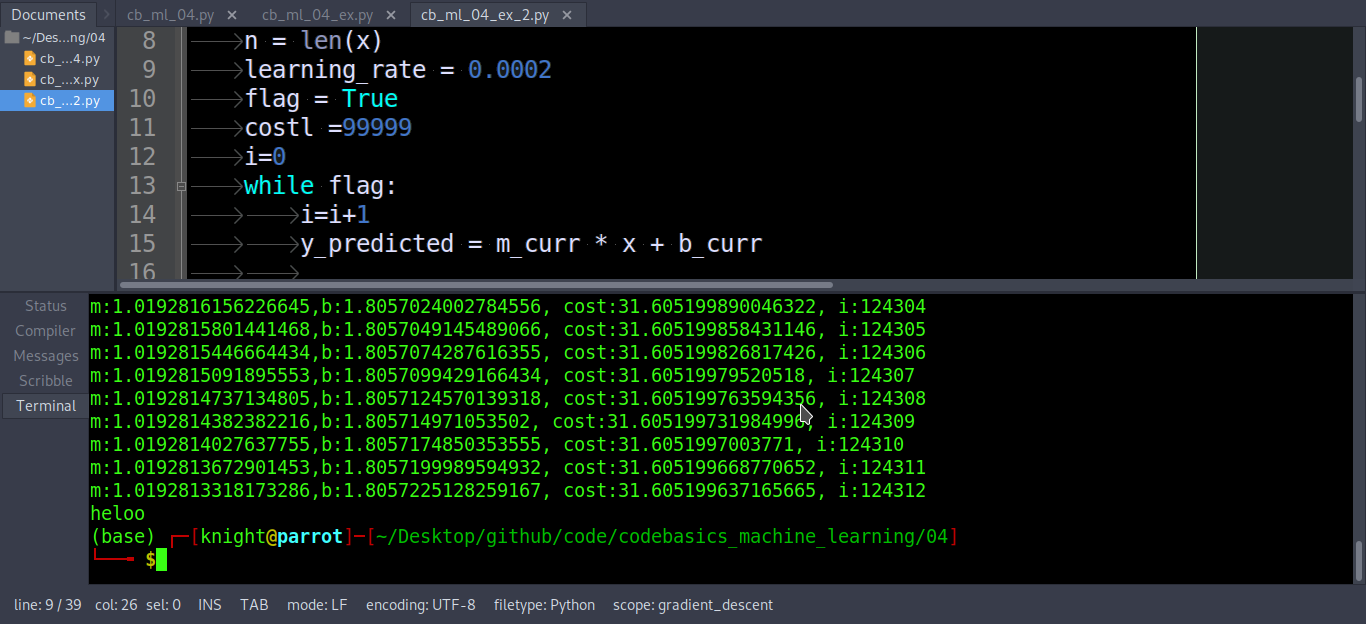 Documents
cb_ml_04.py
cb_ml_04_ex.py
cb_ml_04_ex_2.py
~/Des...ng/04
cb_...4.py
cb_...x.py
cb_...2.py
8 n = len(x)
9 learning_rate = 0.0002
10 flag = True
11 costl =99999
12 i=0
13 while flag:
14 i=i+1
15 y_predicted = m_curr * x + b_curr
16
Status
Compiler
Messages
Scribble
Terminal
m:1.0192816156226645,b:1.8057024002784556, cost:31.605199890046322, i:124304
m:1.0192815801441468,b:1.8057049145489066, cost:31.605199858431146, i:124305
m:1.0192815446664434,b:1.8057074287616355, cost:31.605199826817426, i:124306
m:1.0192815091895553,b:1.8057099429166434, cost:31.60519979520518, i:124307
m:1.0192814737134805,b:1.8057124570139318, cost:31.605199763594356, i:124308
m:1.0192814382382216,b:1.805714971053502, cost:31.605199731984996, i:124309
m:1.0192814027637755,b:1.8057174850353555, cost:31.6051997003771, i:124310
m:1.0192813672901453,b:1.8057199989594932, cost:31.605199668770652, i:124311
m:1.0192813318173286,b:1.8057225128259167, cost:31.605199637165665, i:124312
heloo
(base) ┌─[knight@parrot]─[~/Desktop/github/code/codebasics_machine_learning/04]
└──╼ $
line: 9 / 39 col: 26 sel: 0 INS TAB mode: LF encoding: UTF-8 filetype: Python scope: gradient_descent